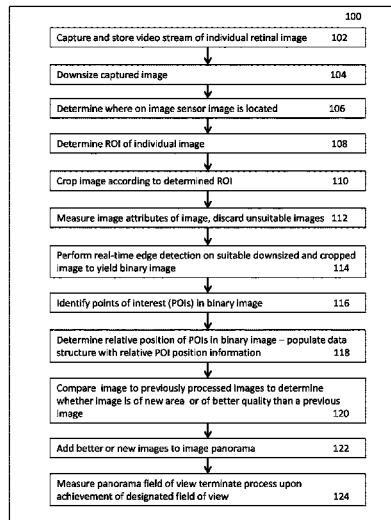 100
Capture and store video stream of individual retinal image 102
Downsize captured image 104
Determine where on image sensor image is located 106
Determine ROI of individual image 108
Crop image according to determined ROI 110
Measure image attributes of image, discard unsuitable images 112
Perform real-time edge detection on suitable downsized and cropped
image to yield binary image 114
Identify points of interest (POIs) in binary image 116
Determine relative position of POIs in binary image – populate data
structure with relative POI position information 118
Compare image to previously processed images to determine
whether image is of new area or of better quality than a previous
image 120
Add better or new images to image panorama 122
Measure panorama field of view terminate process upon
achievement of designated field of view 124